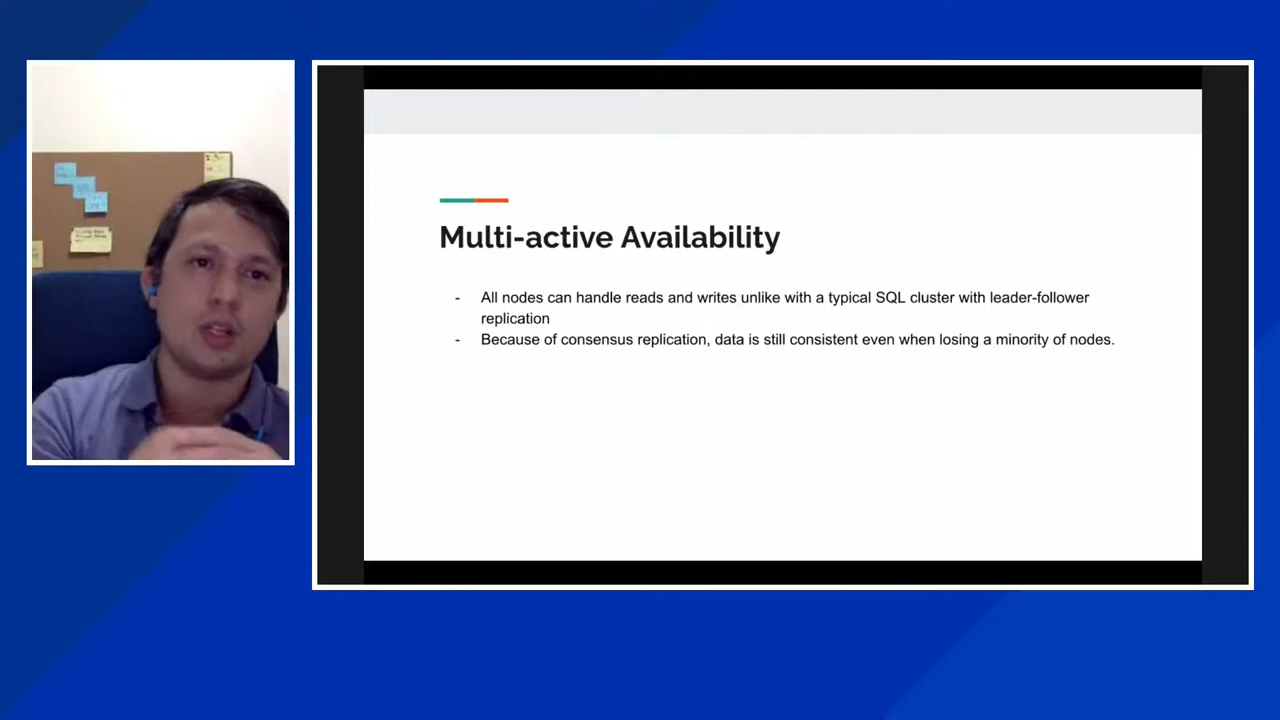 Multi-active Availability
- All nodes can handle reads and writes unlike with a typical SQL cluster with leader-follower
replication
- Because of consensus replication, data is still consistent even when losing a minority of nodes.